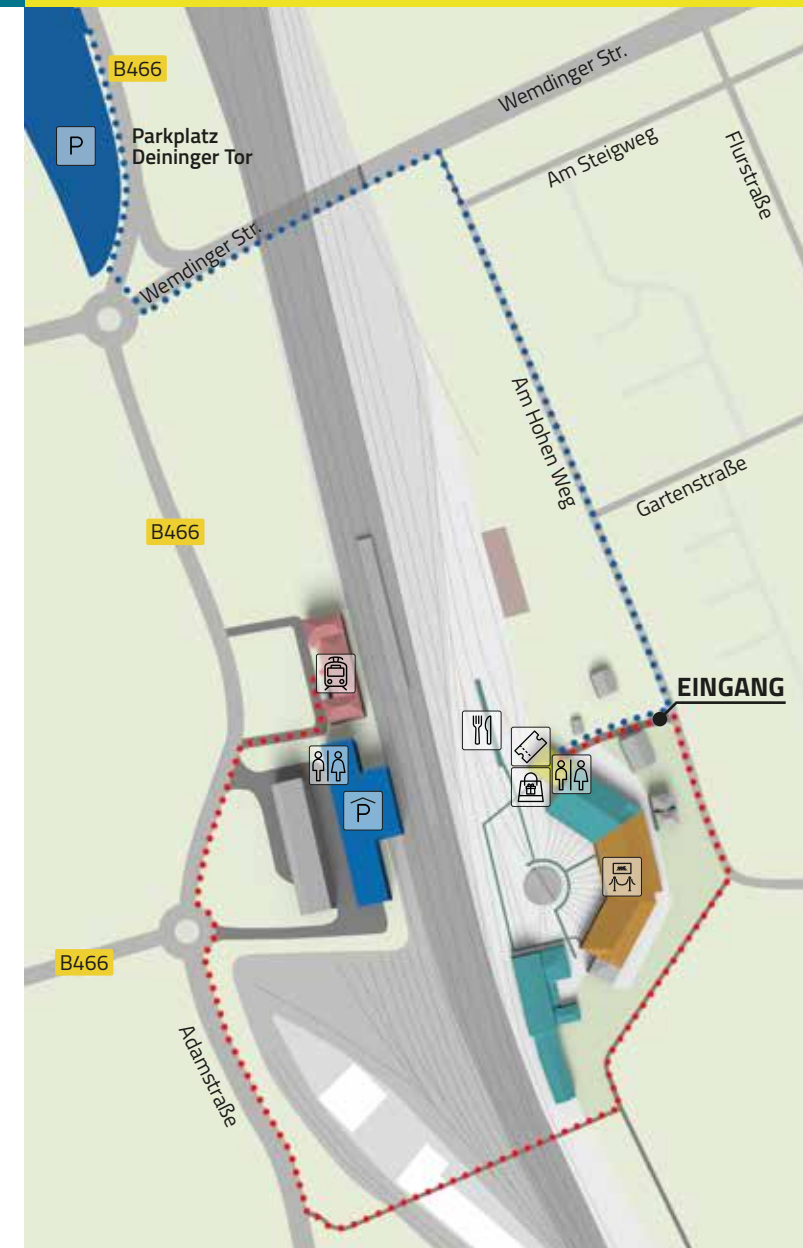 B466
Wemdinger Str.
P
Parkplatz
Deininger Tor
Am Steigweg
Flurstraße
Wemdinger Str.
Am Hohen Weg
Gartenstraße
B466
EINGANG
P
B466
Adamstraße